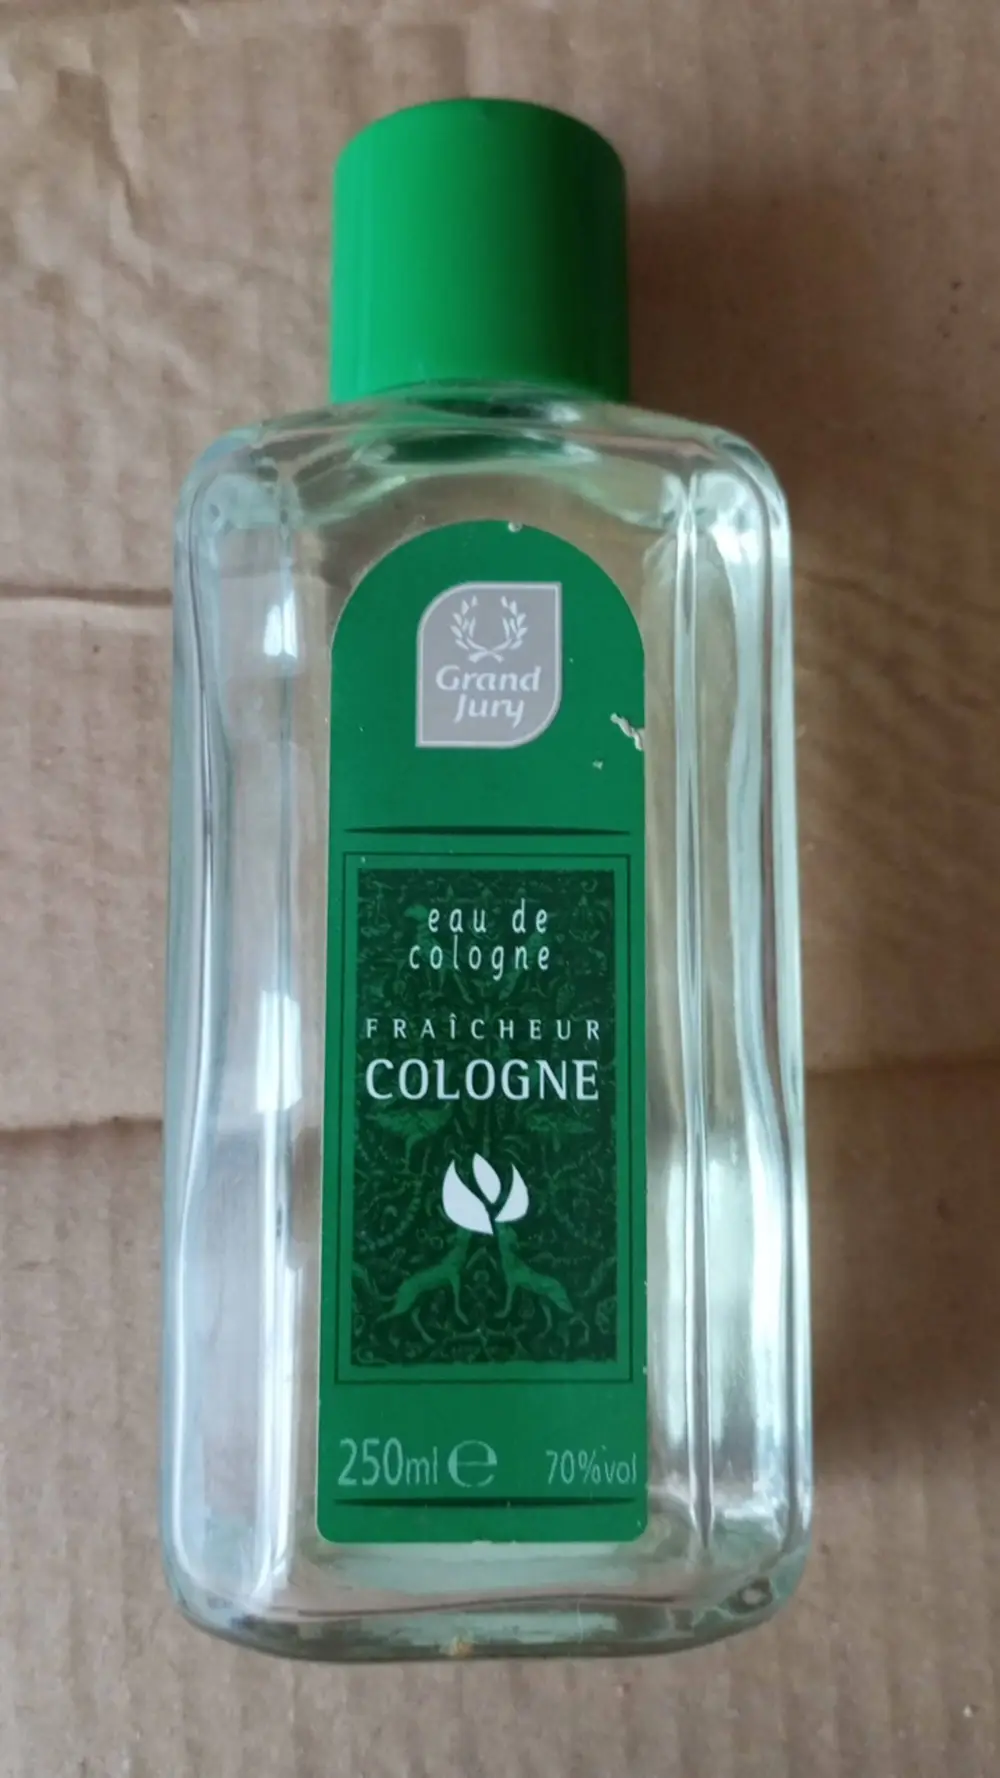 Grand
Jury
eau de
cologne
FRAÎCHEUR
COLOGNE
250ml ℮ 70%vol